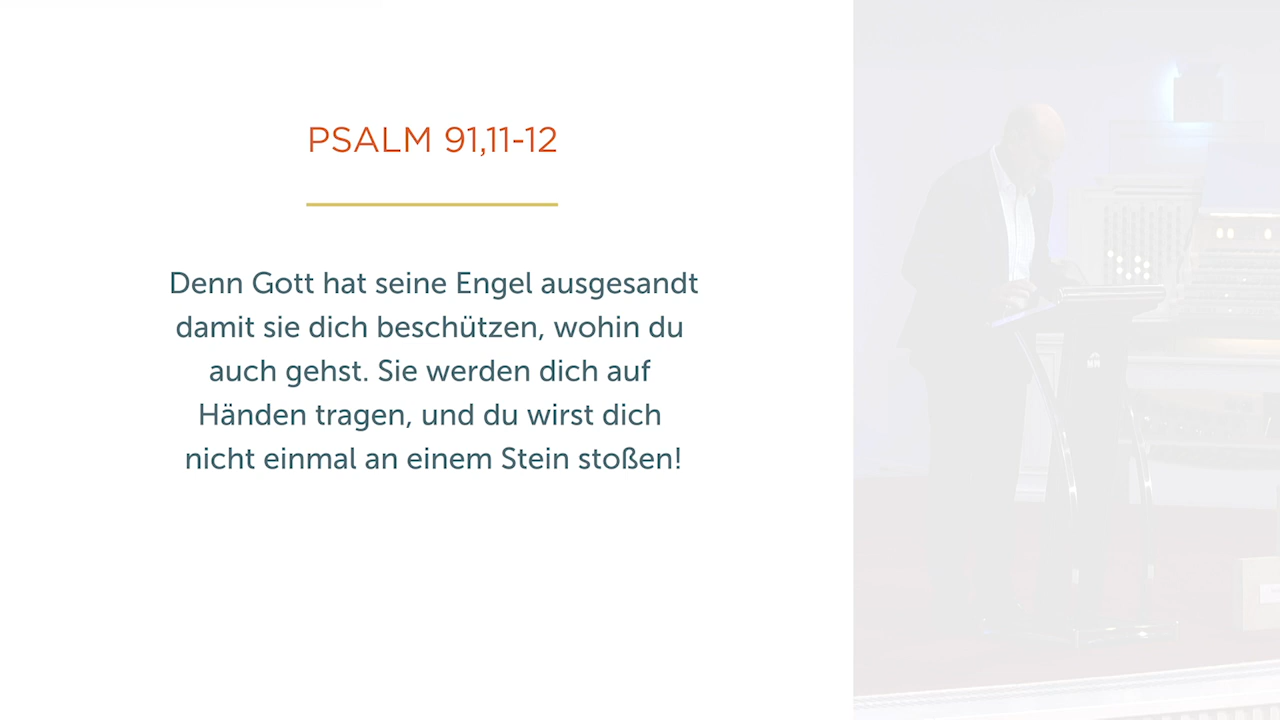 PSALM 91,11-12
Denn Gott hat seine Engel ausgesandt
damit sie dich beschützen, wohin du
auch gehst. Sie werden dich auf
Händen tragen, und du wirst dich
nicht einmal an einem Stein stoßen!